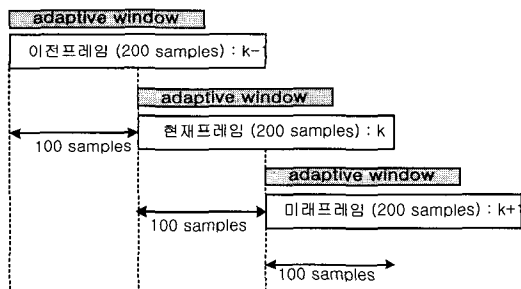 adaptive window
이전프레임 (200 samples) : k-1
adaptive window
현재프레임 (200 samples) : k
100 samples
adaptive window
미래프레임 (200 samples) : k+1
100 samples
100 samples